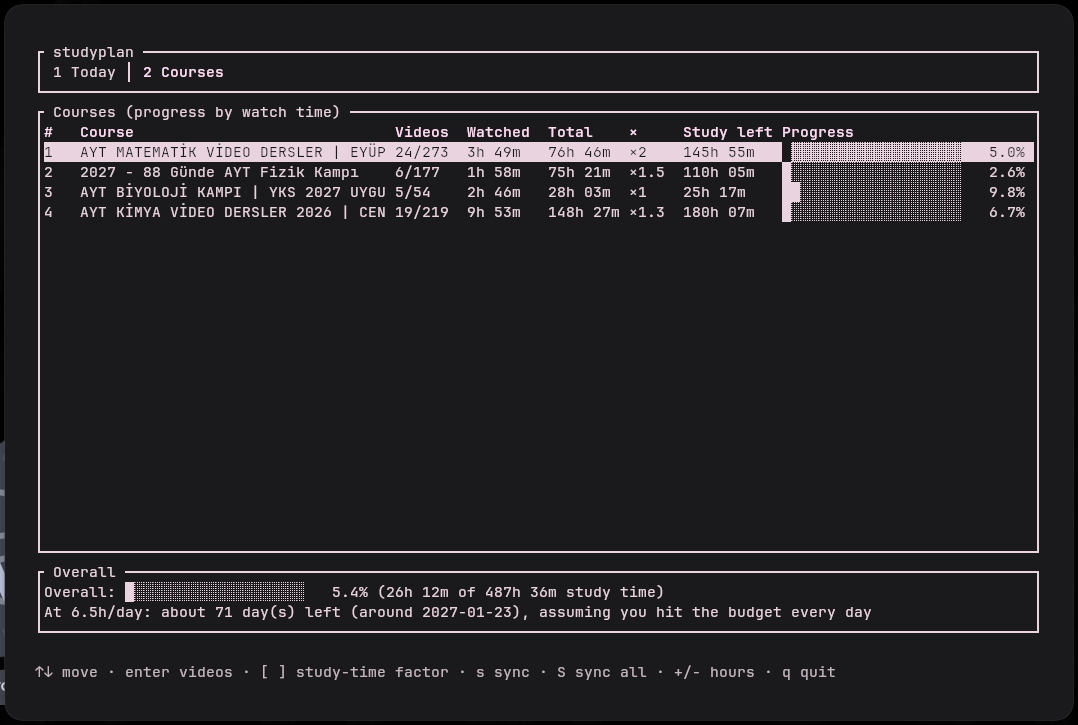 studyplan
1 Today │ 2 Courses
Courses (progress by watch time)
# Course Videos Watched Total × Study left Progress
1 AYT MATEMATİK VİDEO DERSLER | EYÜP 24/273 3h 49m 76h 46m ×2 145h 55m 5.0%
2 2027 - 88 Günde AYT Fizik Kampı 6/177 1h 58m 75h 21m ×1.5 110h 05m 2.6%
3 AYT BİYOLOJİ KAMPI | YKS 2027 UYGU 5/54 2h 46m 28h 03m ×1 25h 17m 9.8%
4 AYT KİMYA VİDEO DERSLER 2026 | CEN 19/219 9h 53m 148h 27m ×1.3 180h 07m 6.7%
Overall
Overall: 5.4% (26h 12m of 487h 36m study time)
At 6.5h/day: about 71 day(s) left (around 2027-01-23), assuming you hit the budget every day
↑↓ move · enter videos · [ ] study-time factor · s sync · S sync all · +/- hours · q quit